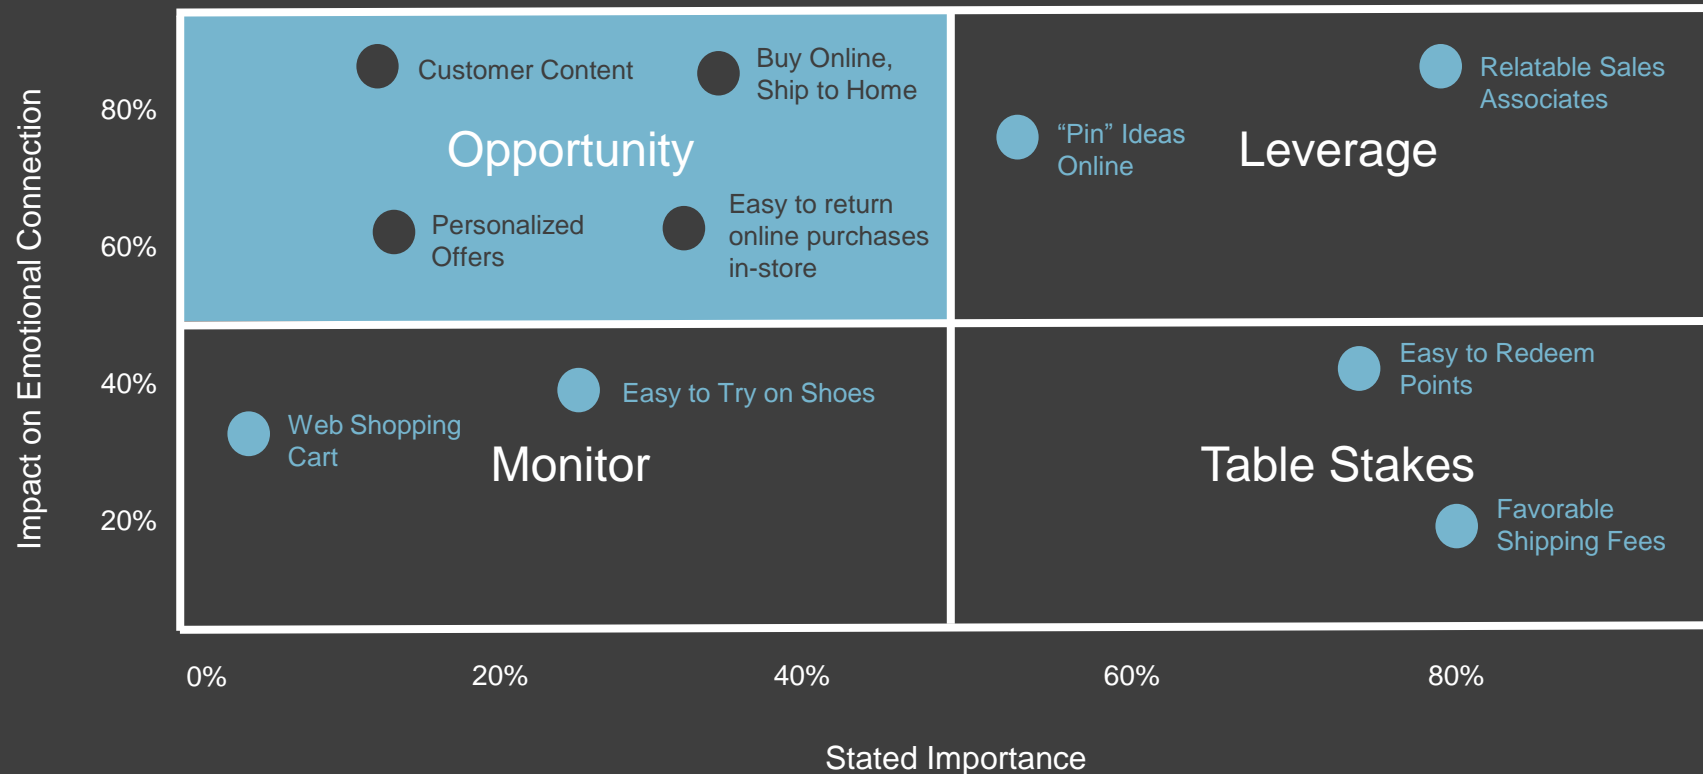 Impact on Emotional Connection
80%
60%
40%
20%
Customer Content
Buy Online,
Ship to Home
Opportunity
Personalized
Offers
Easy to return
online purchases
in-store
“Pin” Ideas
Online
Relatable Sales
Associates
Leverage
Web Shopping
Cart
Easy to Try on Shoes
Monitor
Easy to Redeem
Points
Table Stakes
Favorable
Shipping Fees
0%
20%
40%
60%
80%
Stated Importance